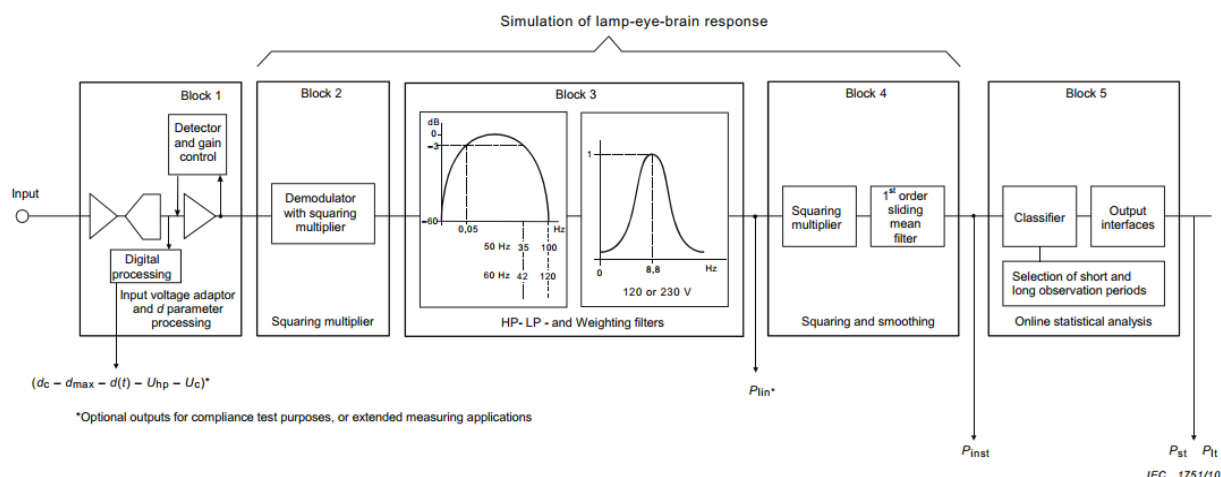 Simulation of lamp-eye-brain response
Block 1
Block 2
Block 3
Block 4
Block 5
Input
Detector
and gain
control
Digital
processing
Input voltage adaptor
and d parameter
processing
(dc – dmax – d(t) – Uhp – Uc)*
Demodulator
with squaring
multiplier
Squaring multiplier
dB
0
–3
–60
0,05
Hz
50 Hz 35 100
60 Hz 42 120
1
0
8,8
Hz
120 or 230 V
HP- LP - and Weighting filters
Plin*
Squaring
multiplier
1st order
sliding
mean
filter
Squaring and smoothing
Pinst
Classifier
Output
interfaces
Selection of short and
long observation periods
Online statistical analysis
Pst Plt
*Optional outputs for compliance test purposes, or extended measuring applications
IEC 1751/10